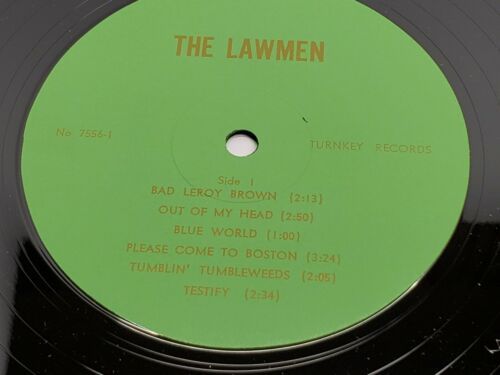 THE LAWMEN
No 7556-1
TURNKEY RECORDS
Side 1
BAD LEROY BROWN (2:13)
OUT OF MY HEAD (2:50)
BLUE WORLD (1:00)
PLEASE COME TO BOSTON (3:24)
TUMBLIN' TUMBLEWEEDS (2:05)
TESTIFY (2:34)